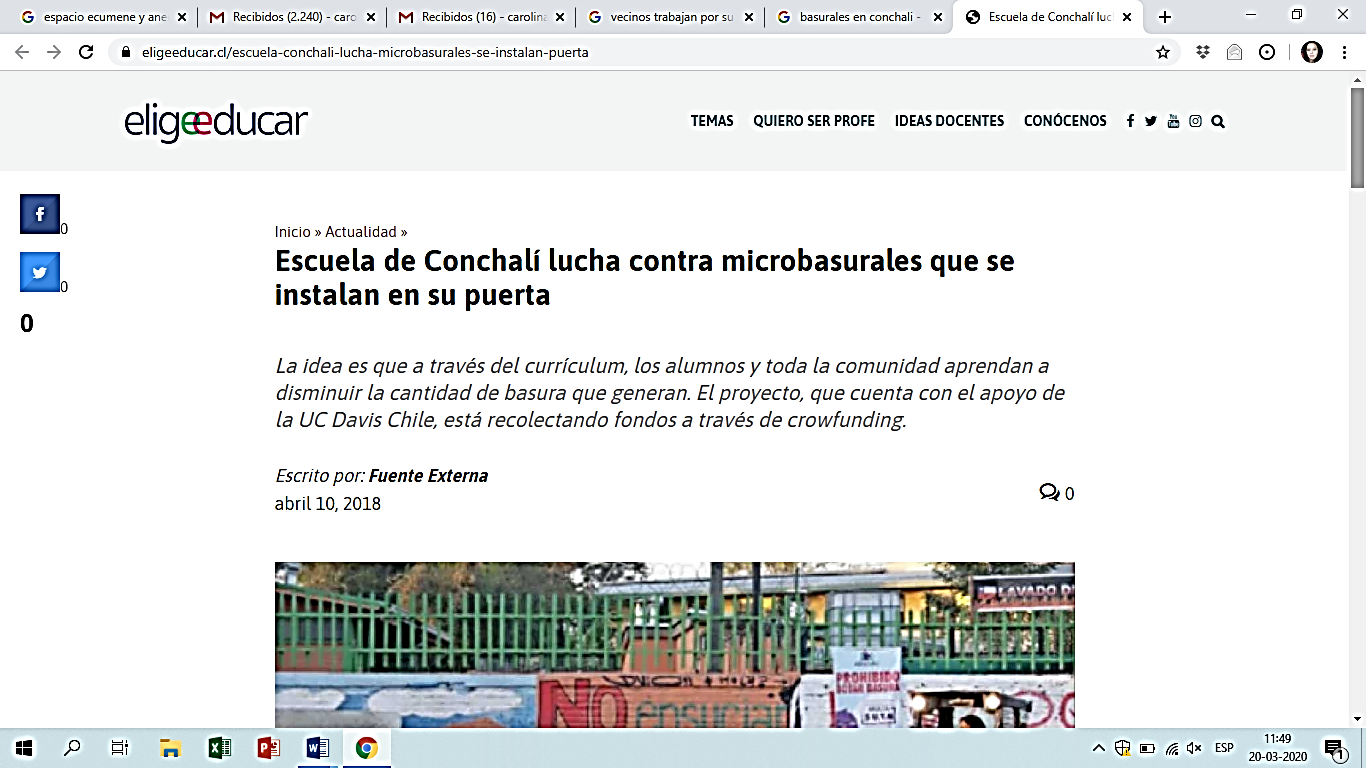 espacio ecumene y ane
Recibidos (2.240) - caro
Recibidos (16) - carolina
vecinos trabajan por su
basurales en conchali -
Escuela de Conchalí luc
eligeeducar.cl/escuela-conchali-lucha-microbasurales-se-instalan-puerta
eligeeducar
TEMAS QUIERO SER PROFE IDEAS DOCENTES CONÓCENOS
0
0
0
Inicio » Actualidad »
Escuela de Conchalí lucha contra microbasurales que se
instalan en su puerta
La idea es que a través del currículum, los alumnos y toda la comunidad aprendan a
disminuir la cantidad de basura que generan. El proyecto, que cuenta con el apoyo de
la UC Davis Chile, está recolectando fondos a través de crowfunding.
Escrito por: Fuente Externa
abril 10, 2018
0
LAVADO D
PROHIBIDO
BOTAR BASURA
NO
ensucia
ESP
11:49
20-03-2020
1